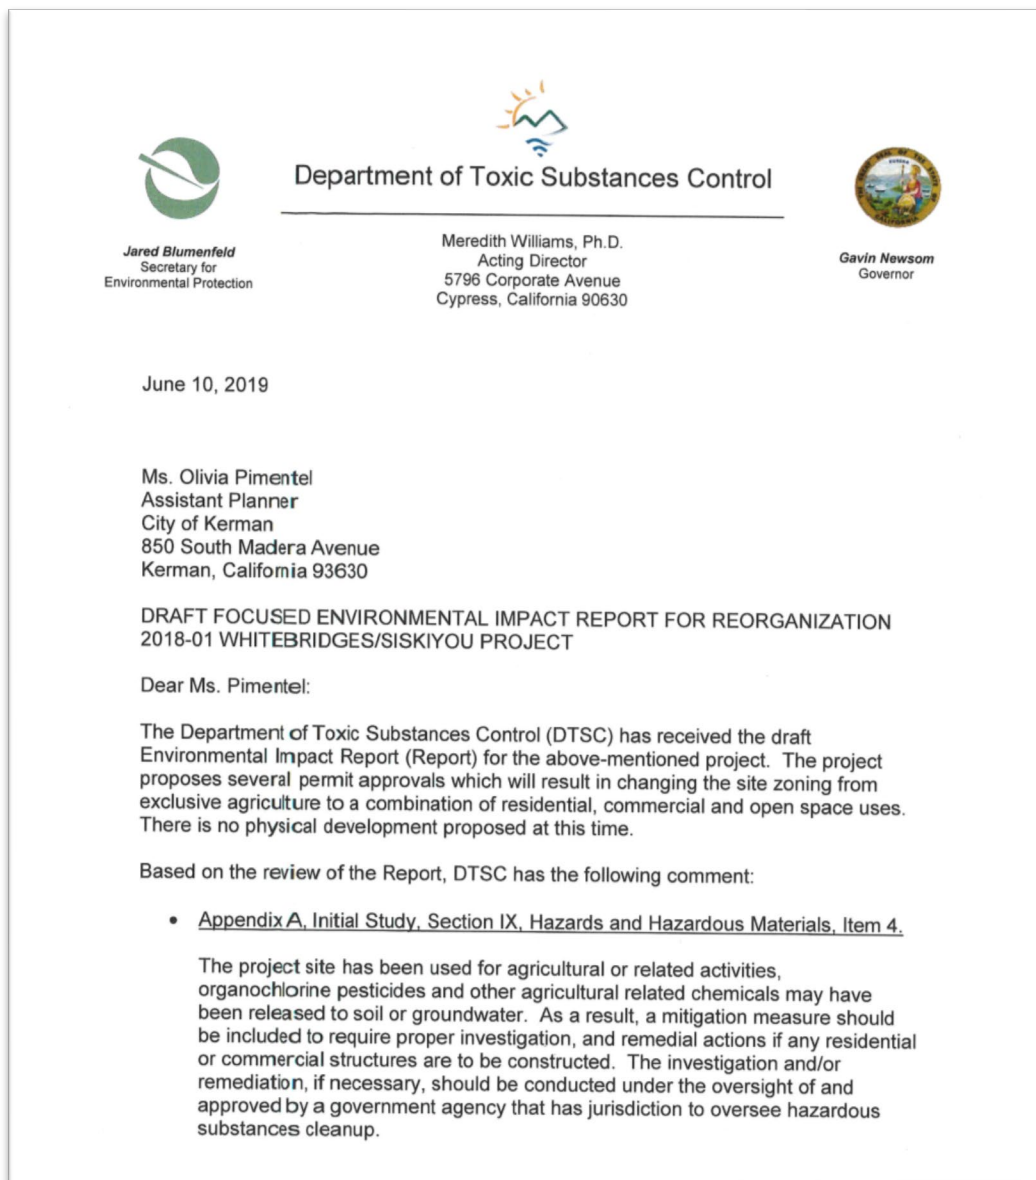 Department of Toxic Substances Control
Jared Blumenfeld
Secretary for
Environmental Protection
Meredith Williams, Ph.D.
Acting Director
5796 Corporate Avenue
Cypress, California 90630
Gavin Newsom
Governor
June 10, 2019
Ms. Olivia Pimentel
Assistant Planner
City of Kerman
850 South Madera Avenue
Kerman, California 93630
DRAFT FOCUSED ENVIRONMENTAL IMPACT REPORT FOR REORGANIZATION
2018-01 WHITEBRIDGES/SISKIYOU PROJECT
Dear Ms. Pimentel:
The Department of Toxic Substances Control (DTSC) has received the draft
Environmental Impact Report (Report) for the above-mentioned project. The project
proposes several permit approvals which will result in changing the site zoning from
exclusive agriculture to a combination of residential, commercial and open space uses.
There is no physical development proposed at this time.
Based on the review of the Report, DTSC has the following comment:
• Appendix A, Initial Study, Section IX, Hazards and Hazardous Materials, Item 4.
The project site has been used for agricultural or related activities,
organochlorine pesticides and other agricultural related chemicals may have
been released to soil or groundwater. As a result, a mitigation measure should
be included to require proper investigation, and remedial actions if any residential
or commercial structures are to be constructed. The investigation and/or
remediation, if necessary, should be conducted under the oversight of and
approved by a government agency that has jurisdiction to oversee hazardous
substances cleanup.